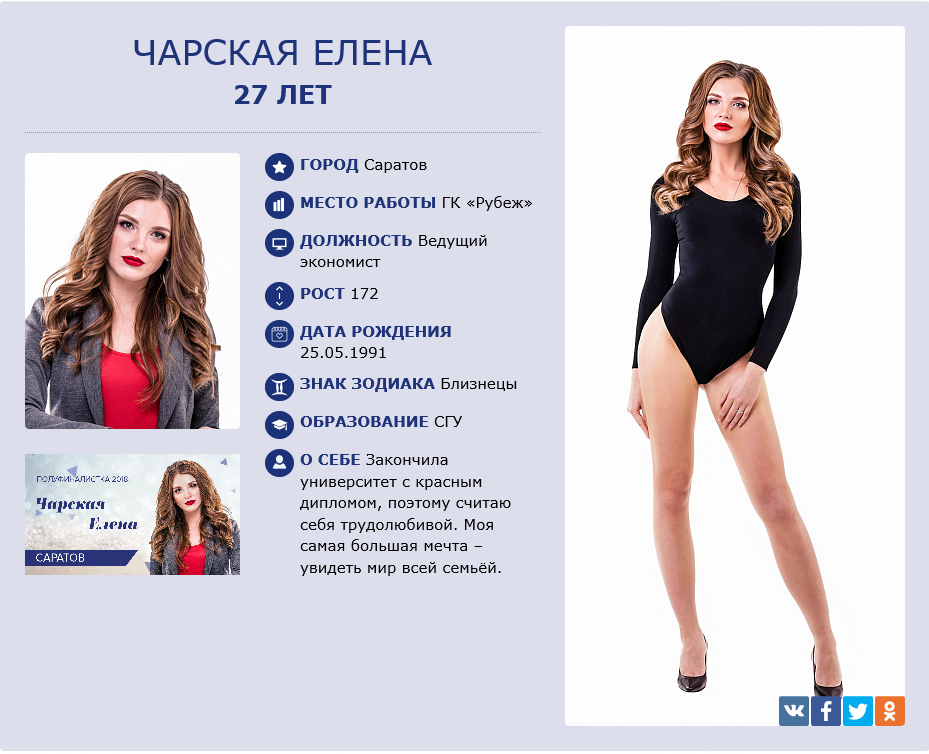 ЧАРСКАЯ ЕЛЕНА
27 ЛЕТ
ГОРОД Саратов
МЕСТО РАБОТЫ ГК «Рубеж»
ДОЛЖНОСТЬ Ведущий
экономист
РОСТ 172
ДАТА РОЖДЕНИЯ
25.05.1991
ЗНАК ЗОДИАКА Близнецы
ОБРАЗОВАНИЕ СГУ
О СЕБЕ Закончила
университет с красным
дипломом, поэтому считаю
себя трудолюбивой. Моя
самая большая мечта –
увидеть мир всей семьёй.
ПОЛУФИНАЛИСТКА 2018
Чарская
Елена
САРАТОВ